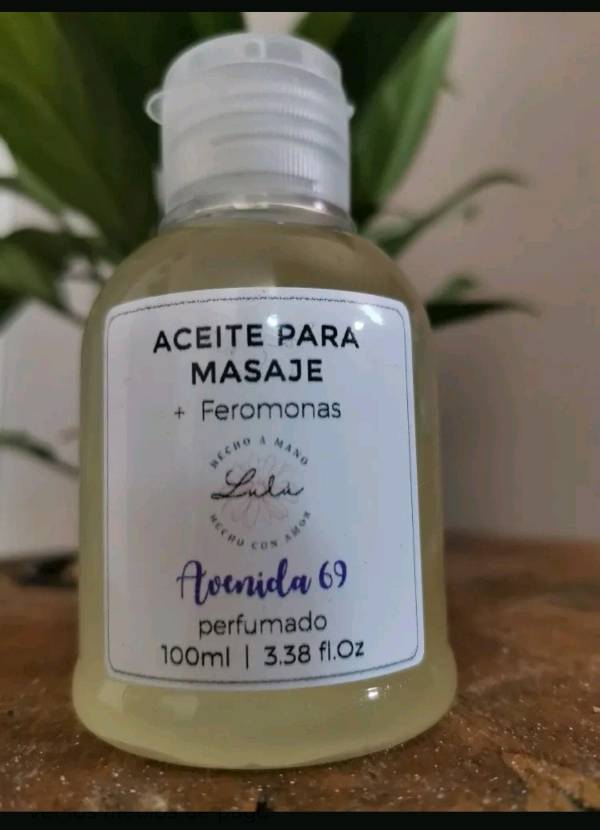 ACEITE PARA
MASAJE
+ Feromonas
HECHO A MANO
Lulú
HECHO CON AMOR
Avenida 69
perfumado
100ml | 3.38 fl.Oz